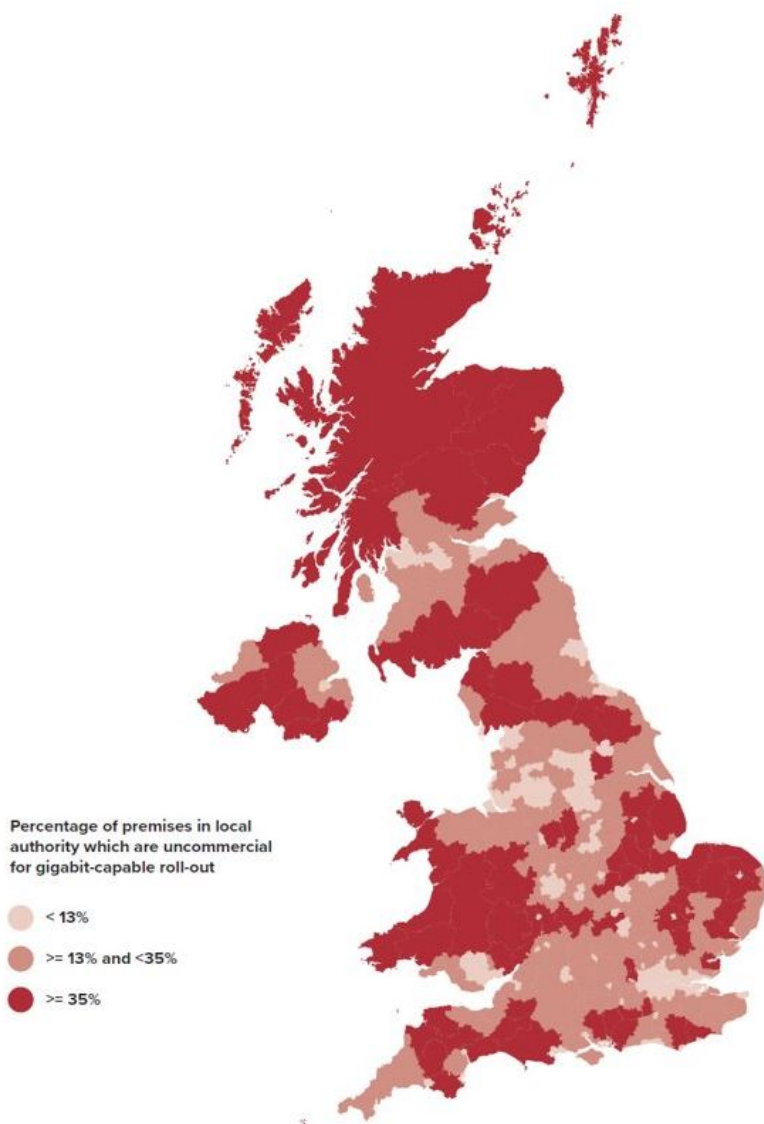 Percentage of premises in local
authority which are uncommercial
for gigabit-capable roll-out
< 13%
>= 13% and <35%
>= 35%